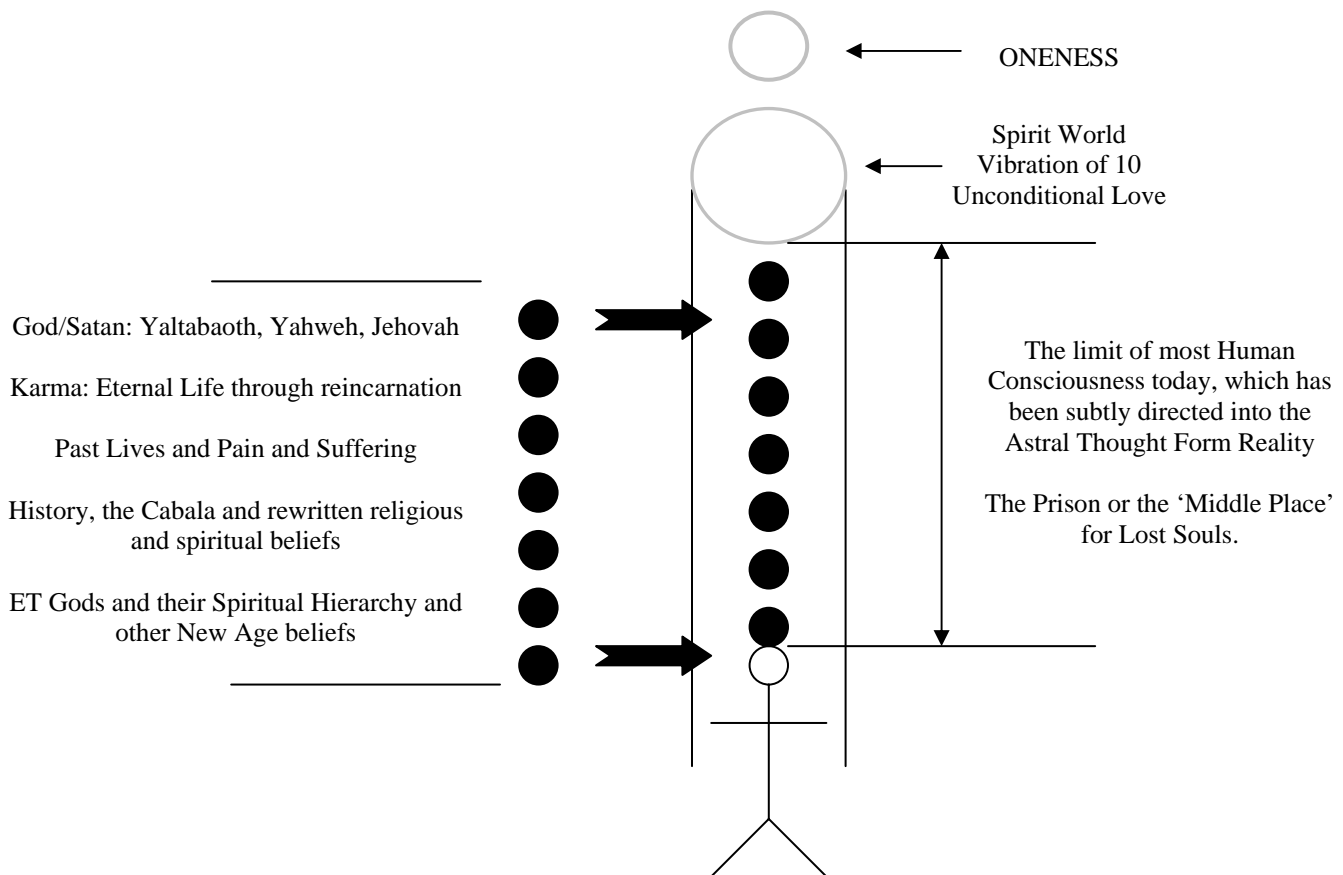 ONENESS
Spirit World
Vibration of 10
Unconditional Love
God/Satan: Yaltabaoth, Yahweh, Jehovah
Karma: Eternal Life through reincarnation
Past Lives and Pain and Suffering
History, the Cabala and rewritten religious
and spiritual beliefs
ET Gods and their Spiritual Hierarchy and
other New Age beliefs
The limit of most Human
Consciousness today, which has
been subtly directed into the
Astral Thought Form Reality
The Prison or the ‘Middle Place’
for Lost Souls.